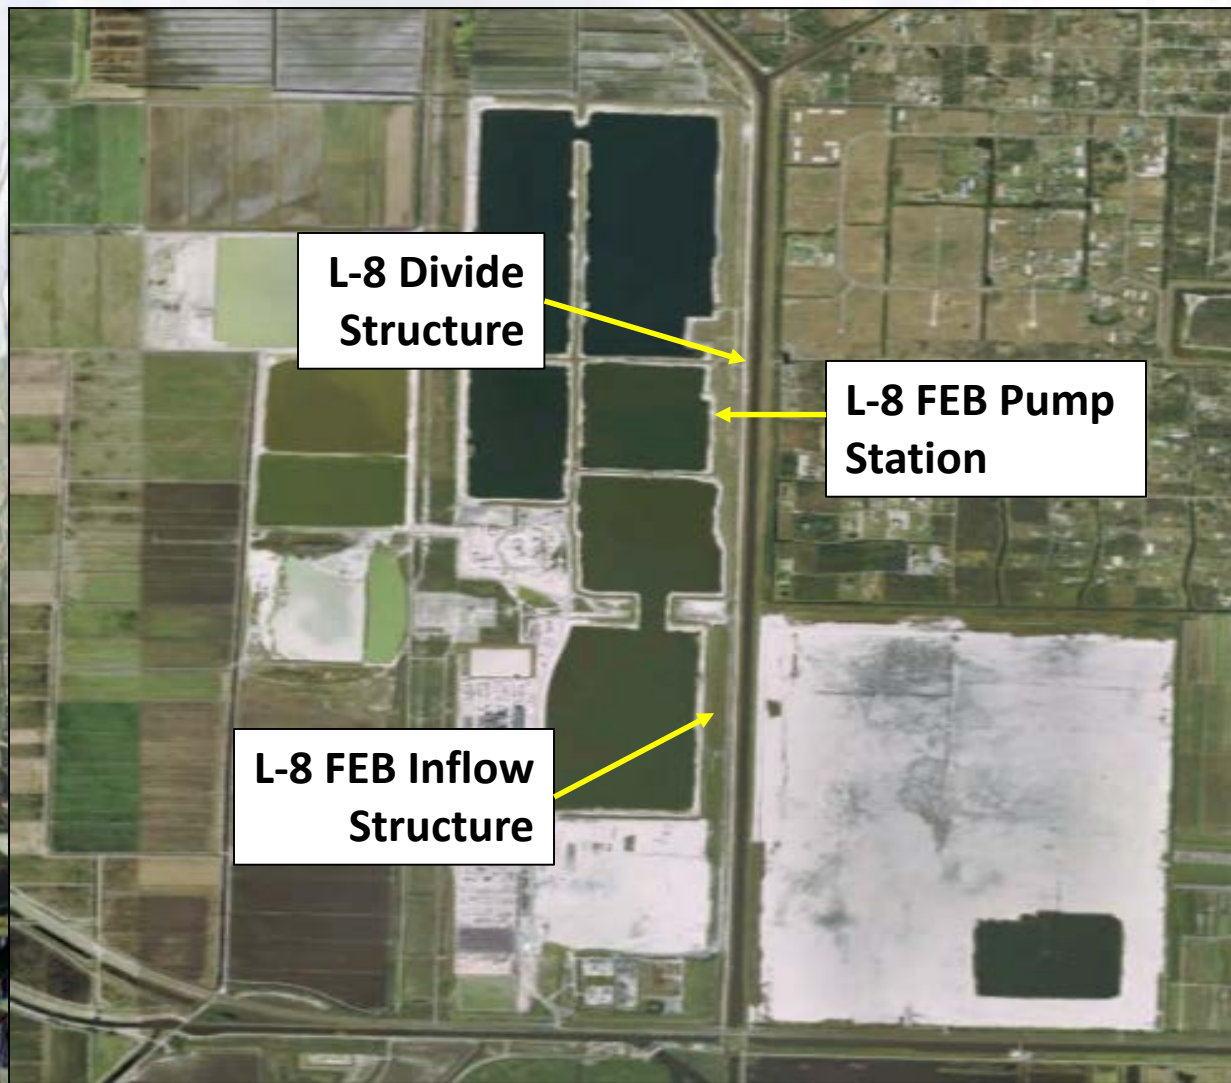 L-8 Divide
Structure
L-8 FEB Pump
Station
L-8 FEB Inflow
Structure